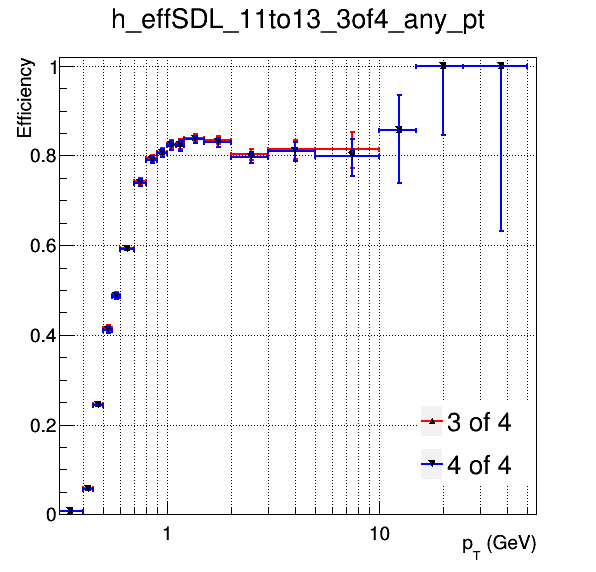 h_effSDL_11to13_3of4_any_pt
Efficiency
1
0.8
0.6
0.4
0.2
0
3 of 4
4 of 4
1
10
p_T (GeV)